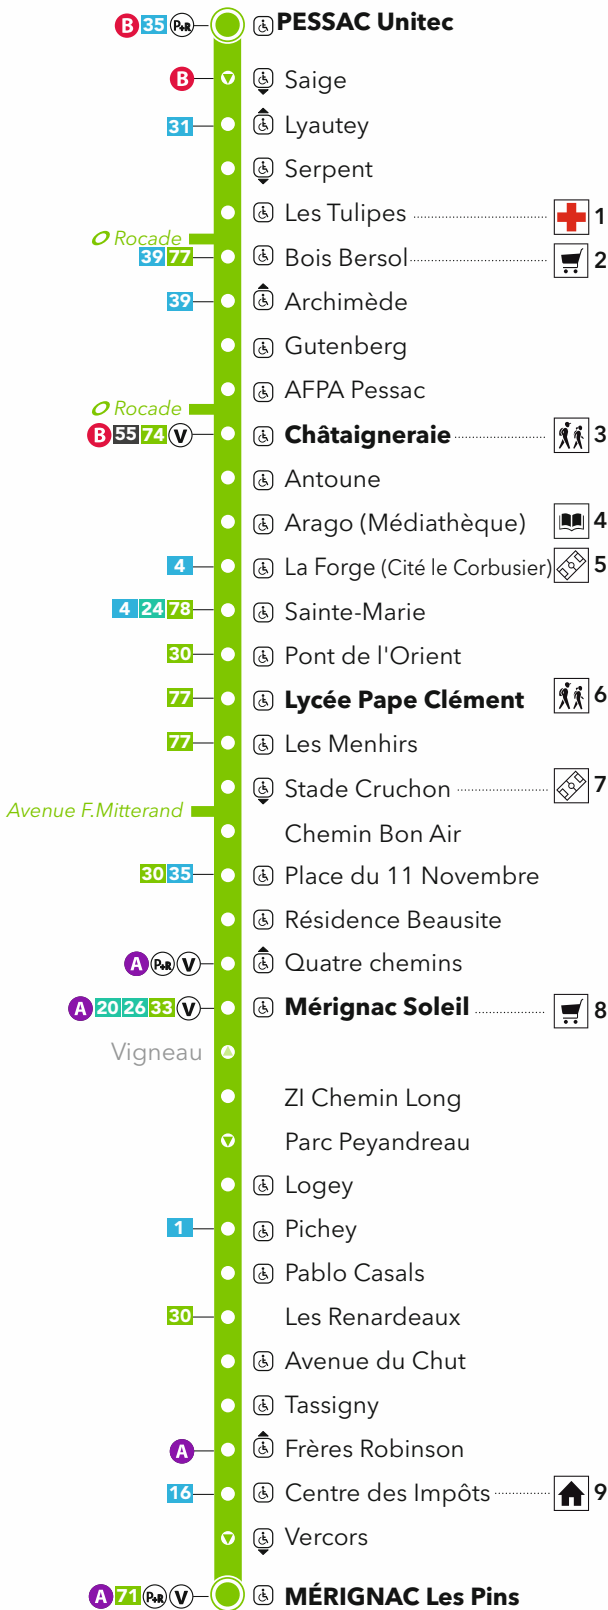 B 35 P+R PESSAC Unitec
B Saige
31 Lyautey
Serpent
Les Tulipes 1
Rocade
39 77 Bois Bersol 2
39 Archimède
Gutenberg
AFPA Pessac
Rocade
B 55 74 V Châtaigneraie 3
Antoune
Arago (Médiathèque) 4
4 La Forge (Cité le Corbusier) 5
4 24 78 Sainte-Marie
30 Pont de l'Orient
77 Lycée Pape Clément 6
77 Les Menhirs
Stade Cruchon 7
Avenue F.Mitterand
Chemin Bon Air
30 35 Place du 11 Novembre
Résidence Beausite
A P+R V Quatre chemins
A 20 26 33 V Mérignac Soleil 8
Vigneau
ZI Chemin Long
Parc Peyandreau
Logey
1 Pichey
Pablo Casals
30 Les Renardeaux
Avenue du Chut
Tassigny
A Frères Robinson
16 Centre des Impôts 9
Vercors
A 71 P+R V MÉRIGNAC Les Pins